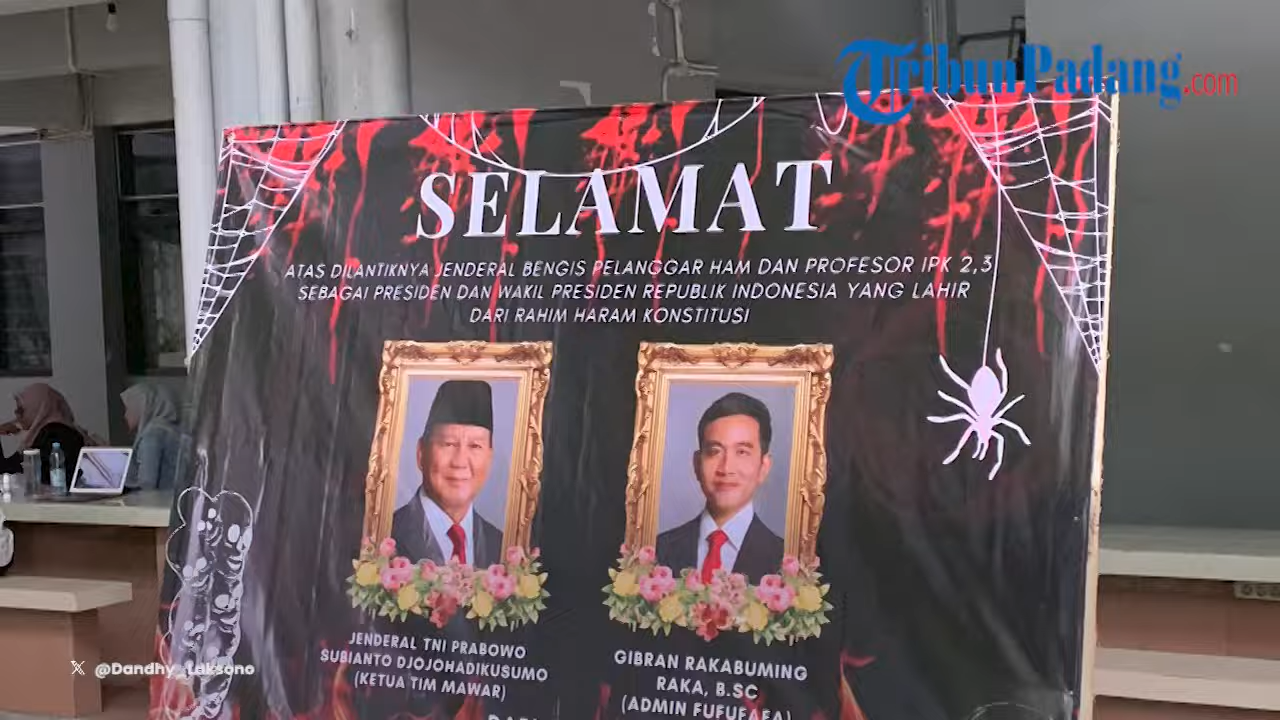 TribunPadang.com
SELAMAT
ATAS DILANTIKNYA JENDERAL BENGIS PELANGGAR HAM DAN PROFESOR IPK 2,3
SEBAGAI PRESIDEN DAN WAKIL PRESIDEN REPUBLIK INDONESIA YANG LAHIR
DARI RAHIM HARAM KONSTITUSI
JENDERAL TNI PRABOWO
SUBIANTO DJOJOHADIKUSUMO
(KETUA TIM MAWAR)
GIBRAN RAKABUMING
RAKA, B.SC
(ADMIN FUFUFAFA)
X @Dandhy_Laksono